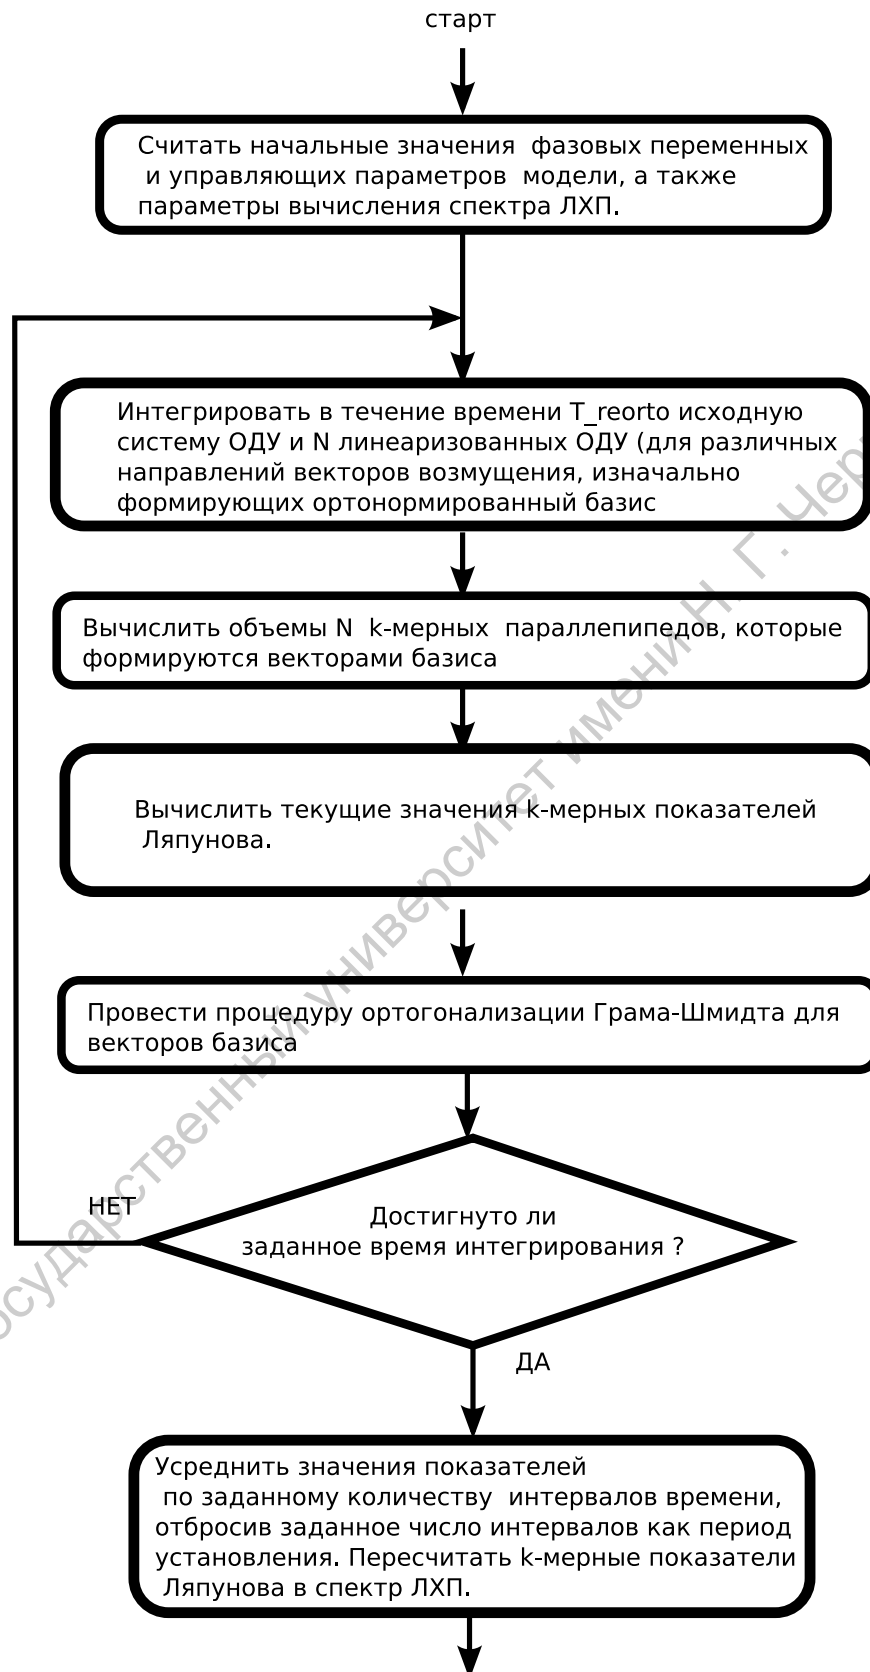 старт
Считать начальные значения фазовых переменных
и управляющих параметров модели, а также
параметры вычисления спектра ЛХП.
Интегрировать в течение времени T_reorto исходную
систему ОДУ и N линеаризованных ОДУ (для различных
направлений векторов возмущения, изначально
формирующих ортонормированный базис
Вычислить объемы N k-мерных параллепипедов, которые
формируются векторами базиса
Вычислить текущие значения k-мерных показателей
Ляпунова.
Провести процедуру ортогонализации Грама-Шмидта для
векторов базиса
НЕТ
Достигнуто ли
заданное время интегрирования ?
ДА
Усреднить значения показателей
по заданному количеству интервалов времени,
отбросив заданное число интервалов как период
установления. Пересчитать k-мерные показатели
Ляпунова в спектр ЛХП.
университет имени Н. Г.